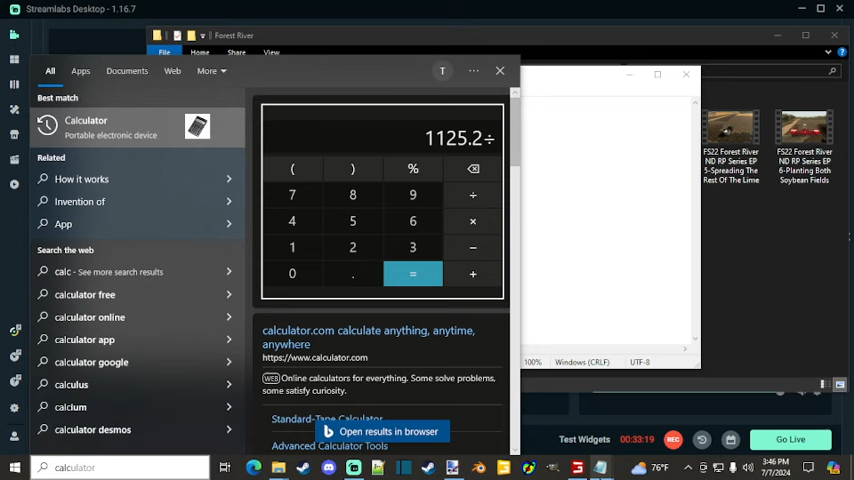 Streamlabs Desktop - 1.16.7
Forest River
File
Home
Share
View
All
Apps
Documents
Web
More
T
Best match
Calculator
Portable electronic device
Related
How it works
Invention of
App
Search the web
calc - See more search results
calculator free
calculator online
calculator app
calculator google
calculus
calcium
calculator desmos
1125.2÷
( ) %
7 8 9 ÷
4 5 6 ×
1 2 3 −
0 . = +
calculator.com calculate anything, anytime,
anywhere
https://www.calculator.com
WEB Online calculators for everything. Some solve problems,
some satisfy curiosity.
Standard-Tape Calculator
Open results in browser
Advanced Calculator Tools
FS22 Forest River
ND RP Series EP
5-Spreading The
Rest Of The Lime
FS22 Forest River
ND RP Series EP
6-Planting Both
Soybean Fields
100%
Windows (CRLF)
UTF-8
Test Widgets
00:33:19
REC
Go Live
calculator
76°F
3:46 PM
7/7/2024